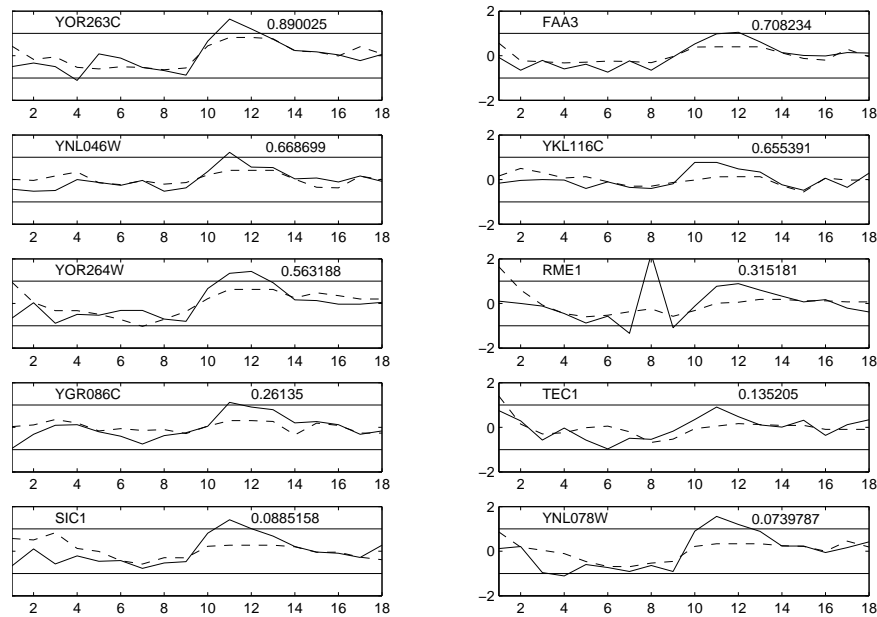 YOR263C 0.890025
2 4 6 8 10 12 14 16 18
FAA3 0.708234
2
0
−2
2 4 6 8 10 12 14 16 18
YNL046W 0.668699
2 4 6 8 10 12 14 16 18
YKL116C 0.655391
2
0
−2
2 4 6 8 10 12 14 16 18
YOR264W 0.563188
2 4 6 8 10 12 14 16 18
RME1 0.315181
2
0
−2
2 4 6 8 10 12 14 16 18
YGR086C 0.26135
2 4 6 8 10 12 14 16 18
TEC1 0.135205
2
0
−2
2 4 6 8 10 12 14 16 18
SIC1 0.0885158
2 4 6 8 10 12 14 16 18
YNL078W 0.0739787
2
0
−2
2 4 6 8 10 12 14 16 18